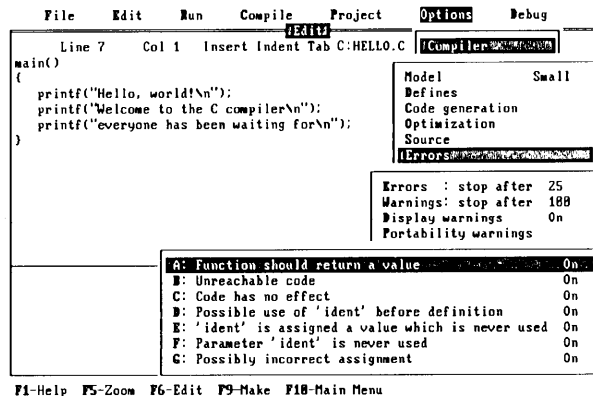 File Edit Run Compile Project Options Debug
Edit
Line 7 Col 1 Insert Indent Tab C:HELLO.C
Compiler
main()
{
printf("Hello, world!\n");
printf("Welcome to the C compiler\n");
printf("everyone has been waiting for\n");
}
Model Small
Defines
Code generation
Optimization
Source
Errors
Errors : stop after 25
Warnings: stop after 100
Display warnings On
Portability warnings
A: Function should return a value On
B: Unreachable code On
C: Code has no effect On
D: Possible use of 'ident' before definition On
E: 'ident' is assigned a value which is never used On
F: Parameter 'ident' is never used On
G: Possibly incorrect assignment On
F1-Help F5-Zoom F6-Edit F9-Make F10-Main Menu